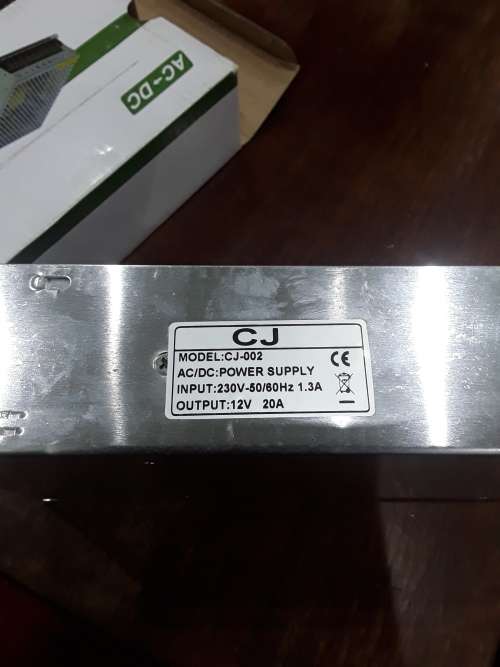 AC-DC
CJ
MODEL:CJ-002
AC/DC:POWER SUPPLY
INPUT:230V-50/60Hz 1.3A
OUTPUT:12V 20A
CE